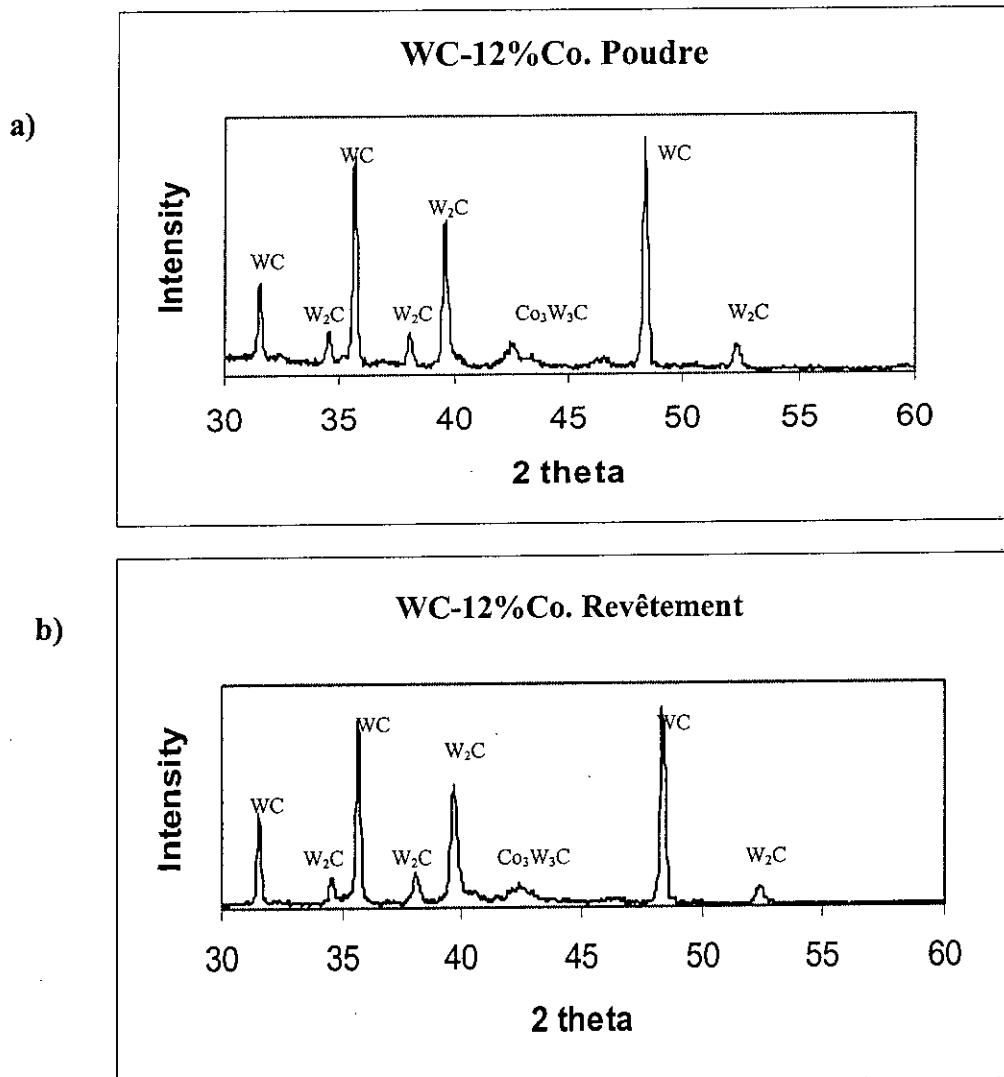 a)
WC-12%Co. Poudre
Intensity
WC
W₂C
WC
W₂C
W₂C
Co₃W₃C
WC
W₂C
30 35 40 45 50 55 60
2 theta
b)
WC-12%Co. Revêtement
Intensity
WC
W₂C
WC
W₂C
W₂C
Co₃W₃C
WC
W₂C
30 35 40 45 50 55 60
2 theta